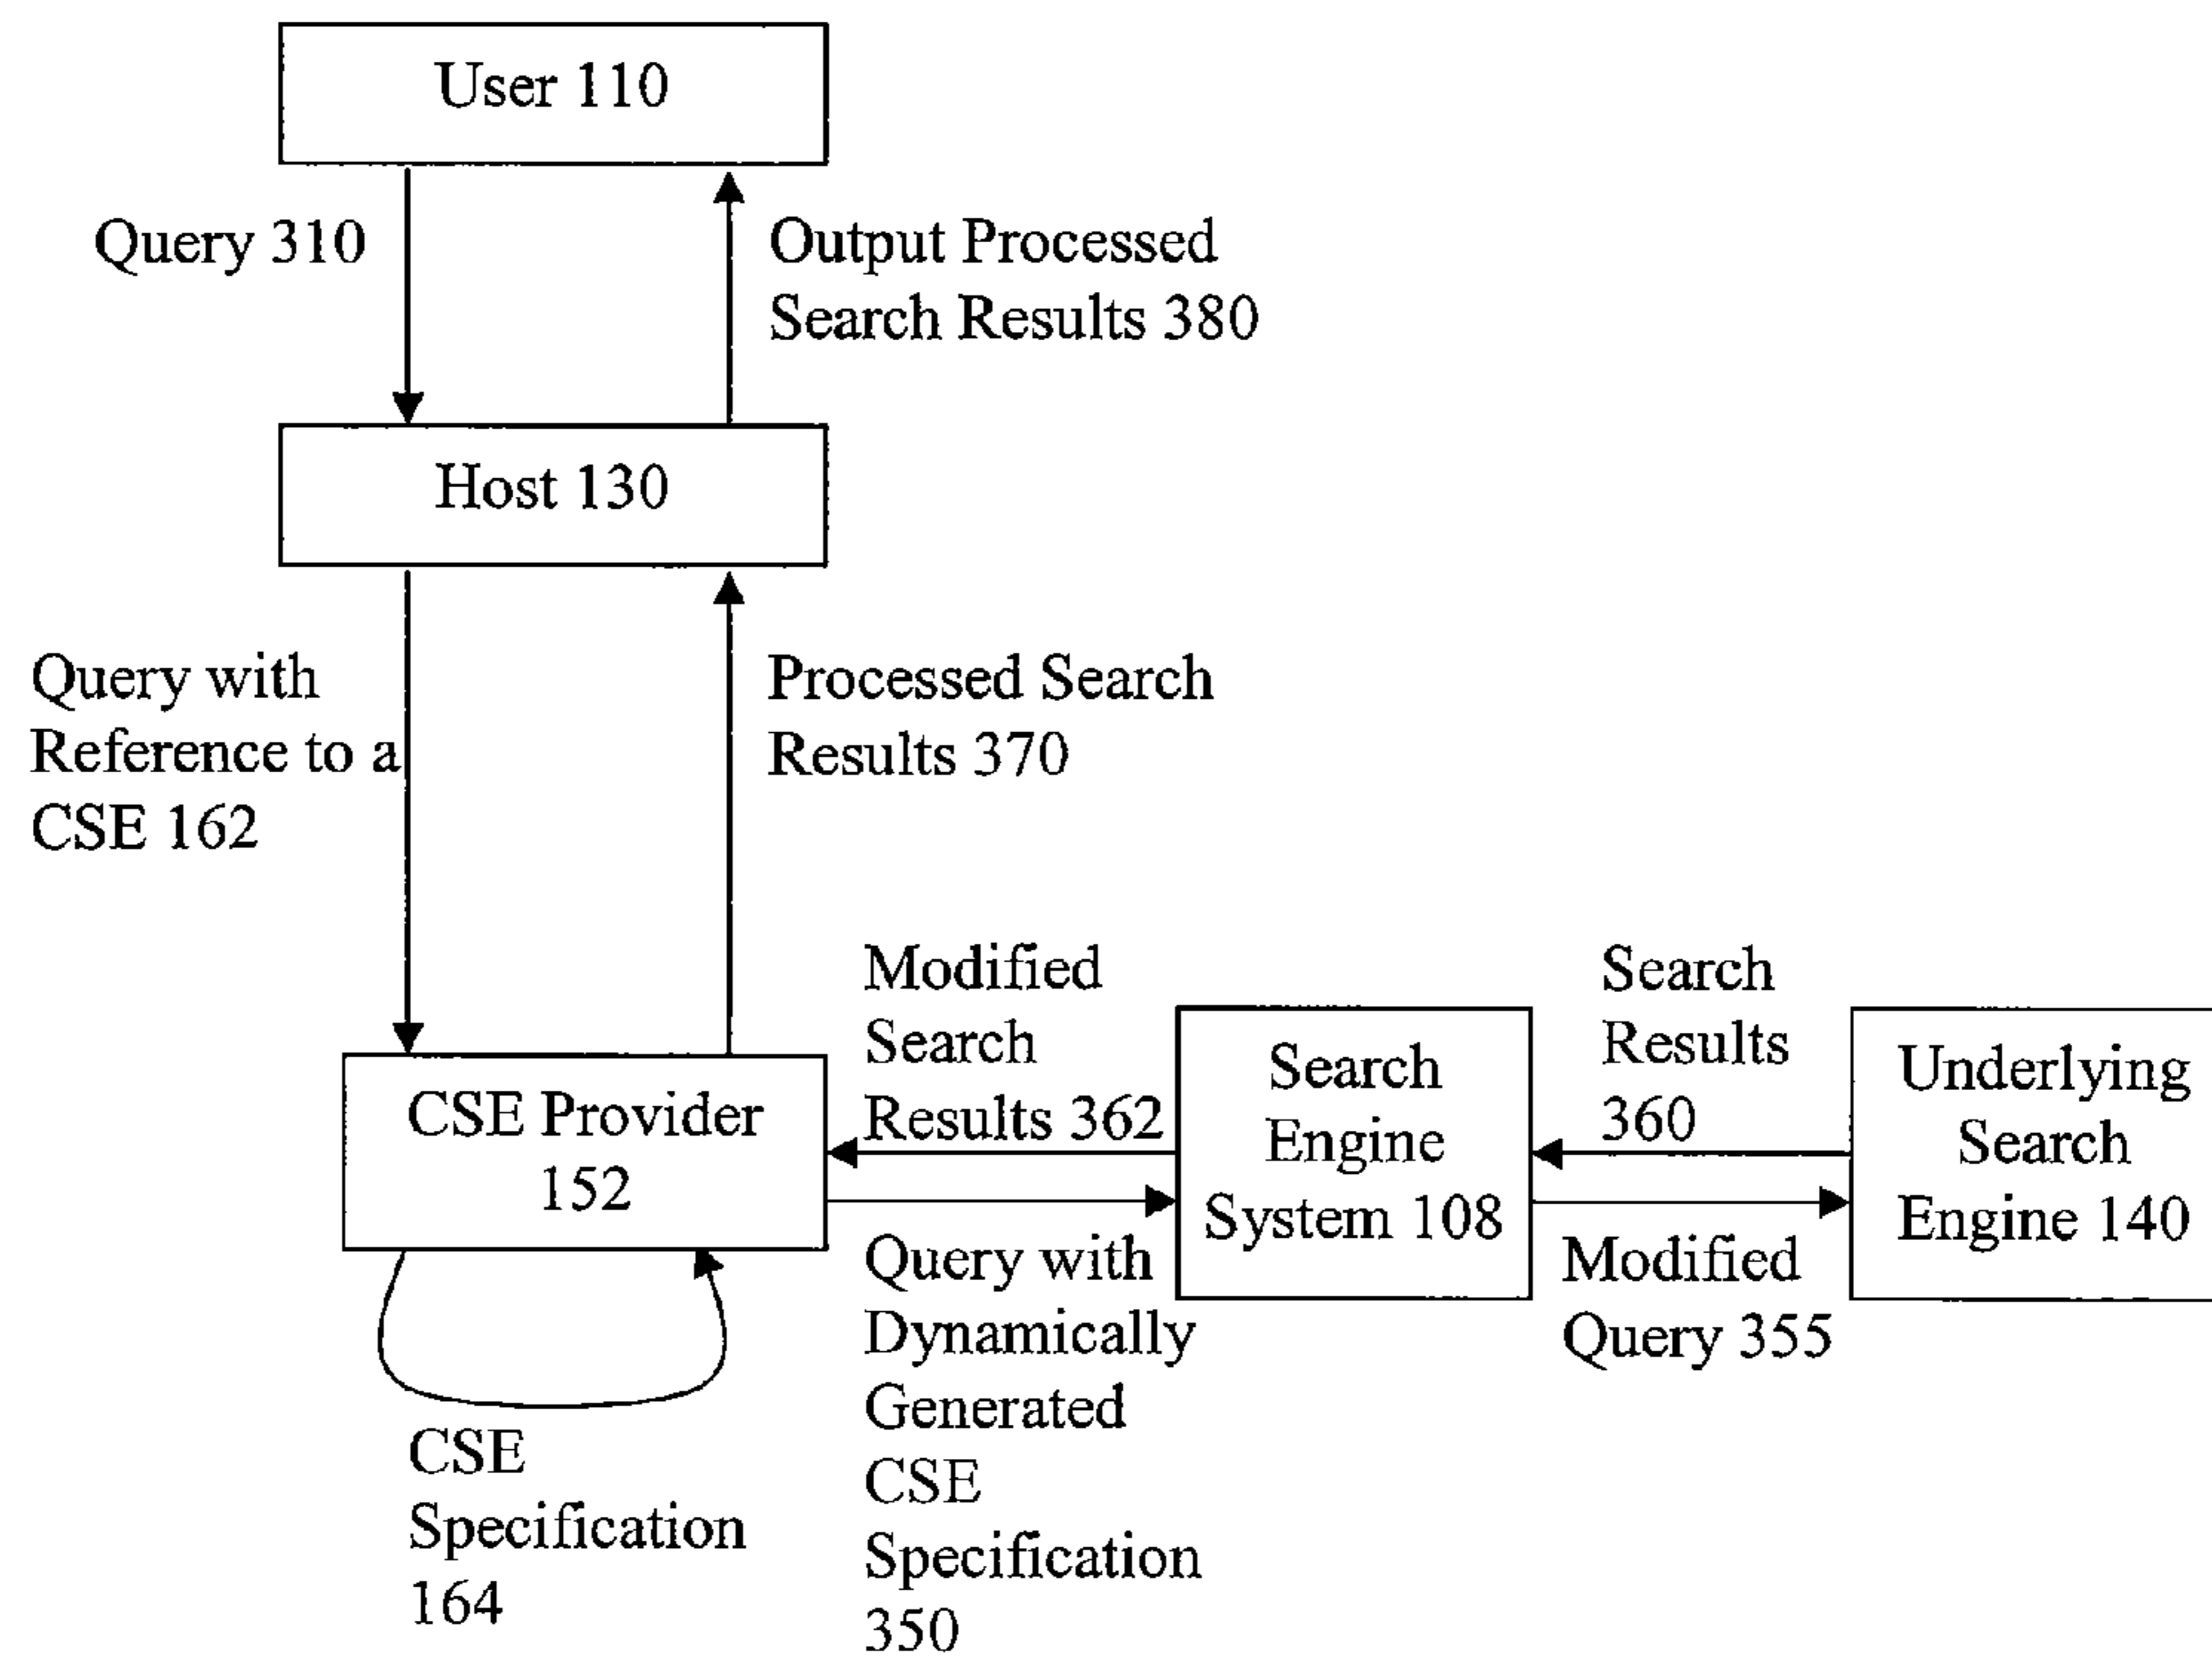 User 110
Query 310
Output Processed
Search Results 380
Host 130
Query with
Reference to a
CSE 162
Processed Search
Results 370
CSE Provider
152
Modified
Search
Results 362
Search
Engine
System 108
Search
Results
360
Underlying
Search
Engine 140
CSE
Specification
164
Query with
Dynamically
Generated
CSE
Specification
350
Modified
Query 355